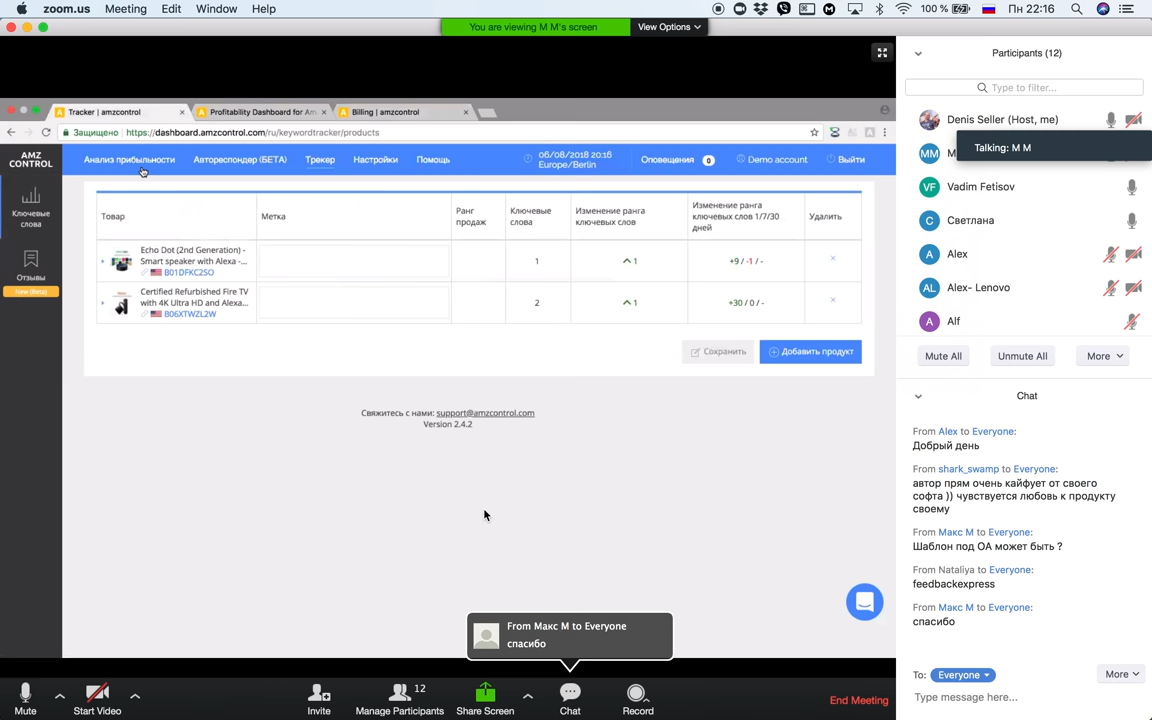 zoom.us Meeting Edit Window Help 100 % Пн 22:16
You are viewing M M's screen View Options
Tracker | amzcontrol Profitability Dashboard for Am Billing | amzcontrol
Защищено https://dashboard.amzcontrol.com/ru/keywordtracker/products
AMZ
CONTROL
Анализ прибыльности Автореспондер (БЕТА) Трекер Настройки Помощь 06/08/2018 20:16
Europe/Berlin
Оповещения 0 Demo account Выйти
Ключевые
слова
Отзывы
New (Beta)
Товар Метка
Ранг
продаж
Ключевые
слова
Изменение ранга
ключевых слов
Изменение ранга
ключевых слов 1/7/30
дней
Удалить
Echo Dot (2nd Generation) -
Smart speaker with Alexa -...
B01DFKC2SO
1 1 +9 / -1 / - ×
Certified Refurbished Fire TV
with 4K Ultra HD and Alexa...
B06XTWZL2W
2 1 +30 / 0 / - ×
Сохранить Добавить продукт
Свяжитесь с нами: support@amzcontrol.com
Version 2.4.2
From Макс М to Everyone
спасибо
Mute Start Video Invite 12 Manage Participants Share Screen Chat Record End Meeting
Participants (12)
Type to filter...
Denis Seller (Host, me)
MM M
Talking: M M
VF Vadim Fetisov
С Светлана
A Alex
AL Alex- Lenovo
A Alf
Mute All Unmute All More
Chat
From Alex to Everyone:
Добрый день
From shark_swamp to Everyone:
автор прям очень кайфует от своего
софта )) чувствуется любовь к продукту
своему
From Макс М to Everyone:
Шаблон под ОА может быть ?
From Nataliya to Everyone:
feedbackexpress
From Макс М to Everyone:
спасибо
To: Everyone More
Type message here...